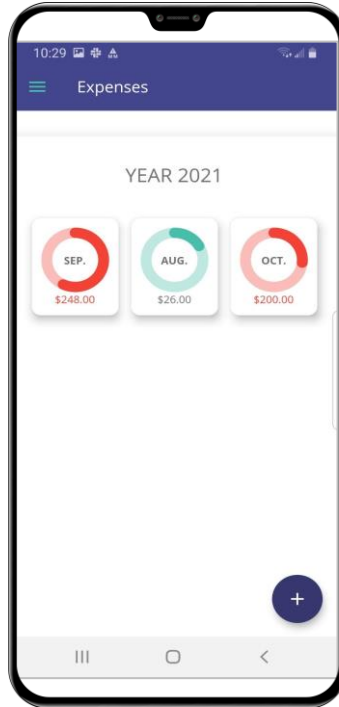 10:29
Expenses
YEAR 2021
SEP. AUG. OCT.
$248.00 $26.00 $200.00
+